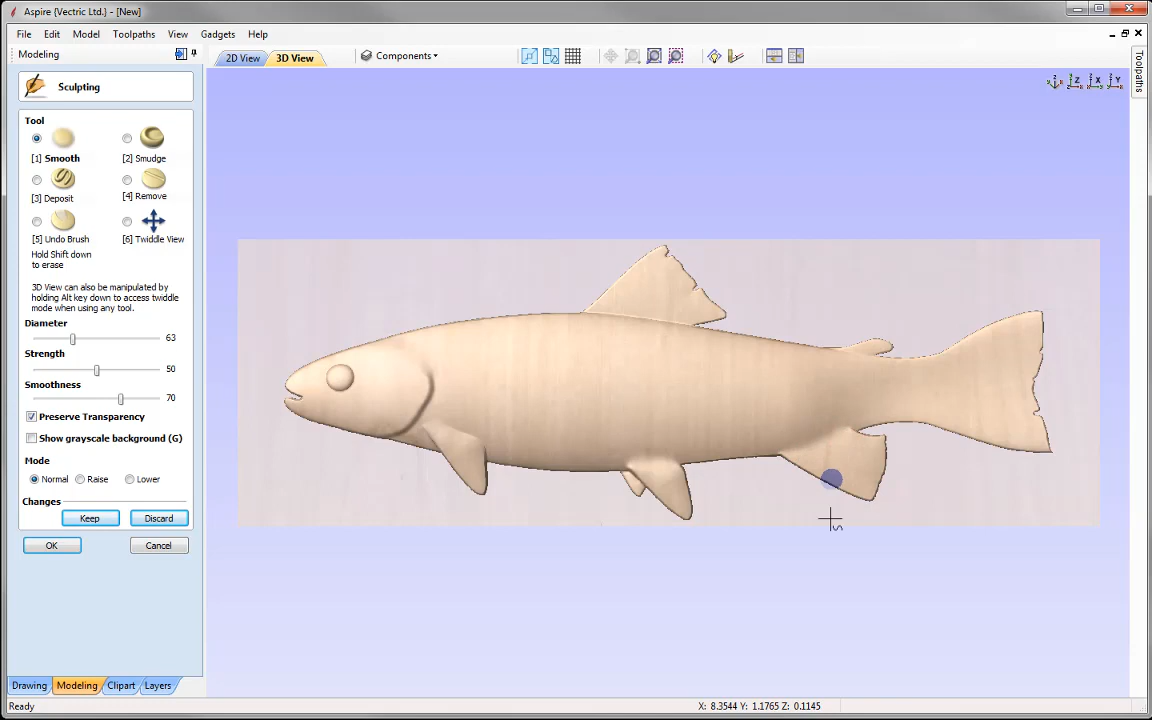 Aspire {Vectric Ltd.} - [New]
File Edit Model Toolpaths View Gadgets Help
Modeling
2D View 3D View Components
Sculpting
Toolpaths
Tool
[1] Smooth [2] Smudge
[3] Deposit [4] Remove
[5] Undo Brush [6] Twiddle View
Hold Shift down
to erase
3D View can also be manipulated by
holding Alt key down to access twiddle
mode when using any tool.
Diameter
63
Strength
50
Smoothness
70
Preserve Transparency
Show grayscale background (G)
Mode
Normal Raise Lower
Changes
Keep Discard
OK Cancel
Drawing Modeling Clipart Layers
Ready X: 8.3544 Y: 1.1765 Z: 0.1145